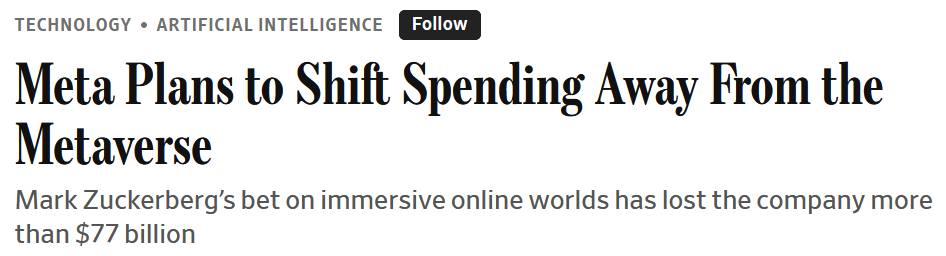 TECHNOLOGY • ARTIFICIAL INTELLIGENCE Follow
Meta Plans to Shift Spending Away From the
Metaverse
Mark Zuckerberg’s bet on immersive online worlds has lost the company more
than $77 billion